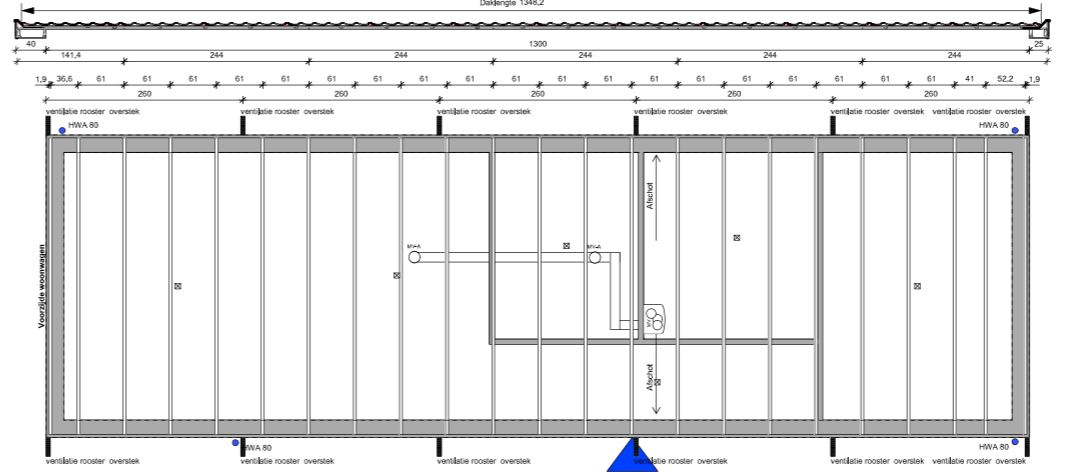 Daklengte 1348,2
40 1300 25
141,4 244 244 244 244 244
1,9 36,6 61 61 61 61 61 61 61 61 61 61 61 61 61 61 61 61 61 61 61 41 52,2 1,9
260 260 260 260 260
ventilatie rooster overstek ventilatie rooster overstek ventilatie rooster overstek ventilatie rooster overstek ventilatie rooster overstek ventilatie rooster overstek
HWA 80 HWA 80
Afschot
Voorzijde woonwagen
MV-A MV-A
MV
Afschot
HWA 80 HWA 80
ventilatie rooster overstek ventilatie rooster overstek ventilatie rooster overstek ventilatie rooster overstek ventilatie rooster overstek ventilatie rooster overstek